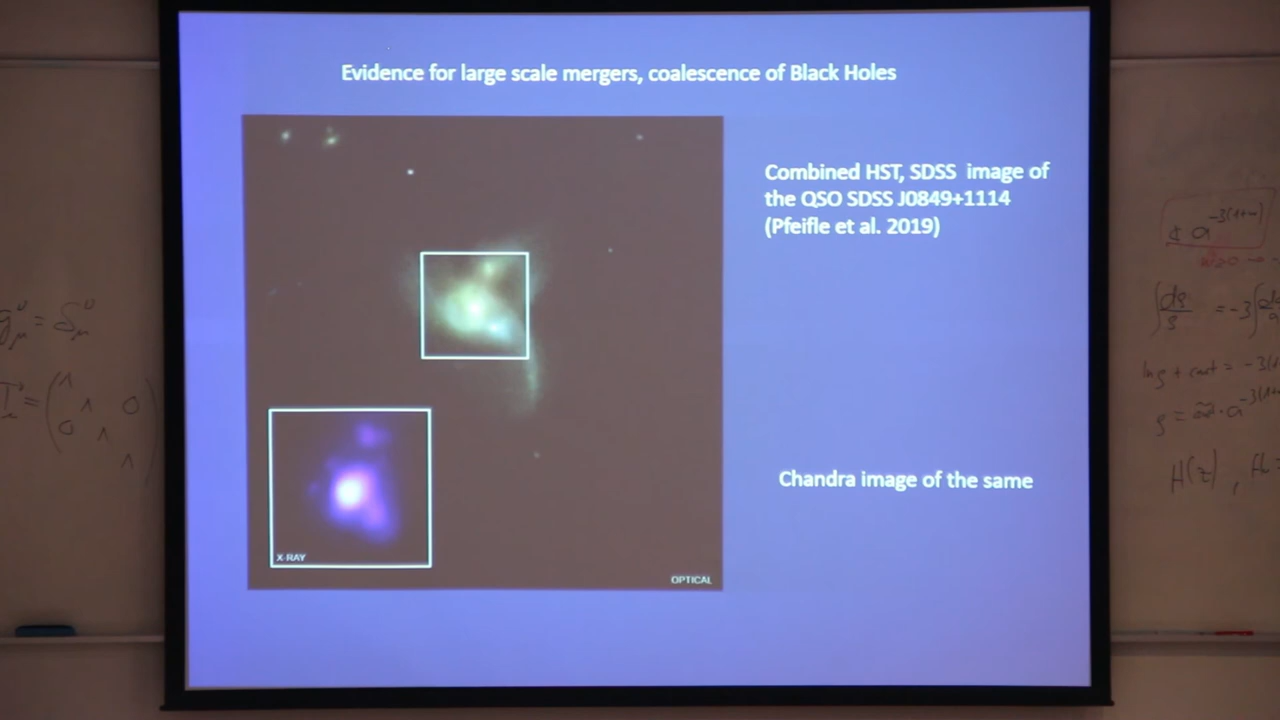 Evidence for large scale mergers, coalescence of Black Holes
Combined HST, SDSS image of
the QSO SDSS J0849+1114
(Pfeifle et al. 2019)
Chandra image of the same
X-RAY
OPTICAL
H(z)